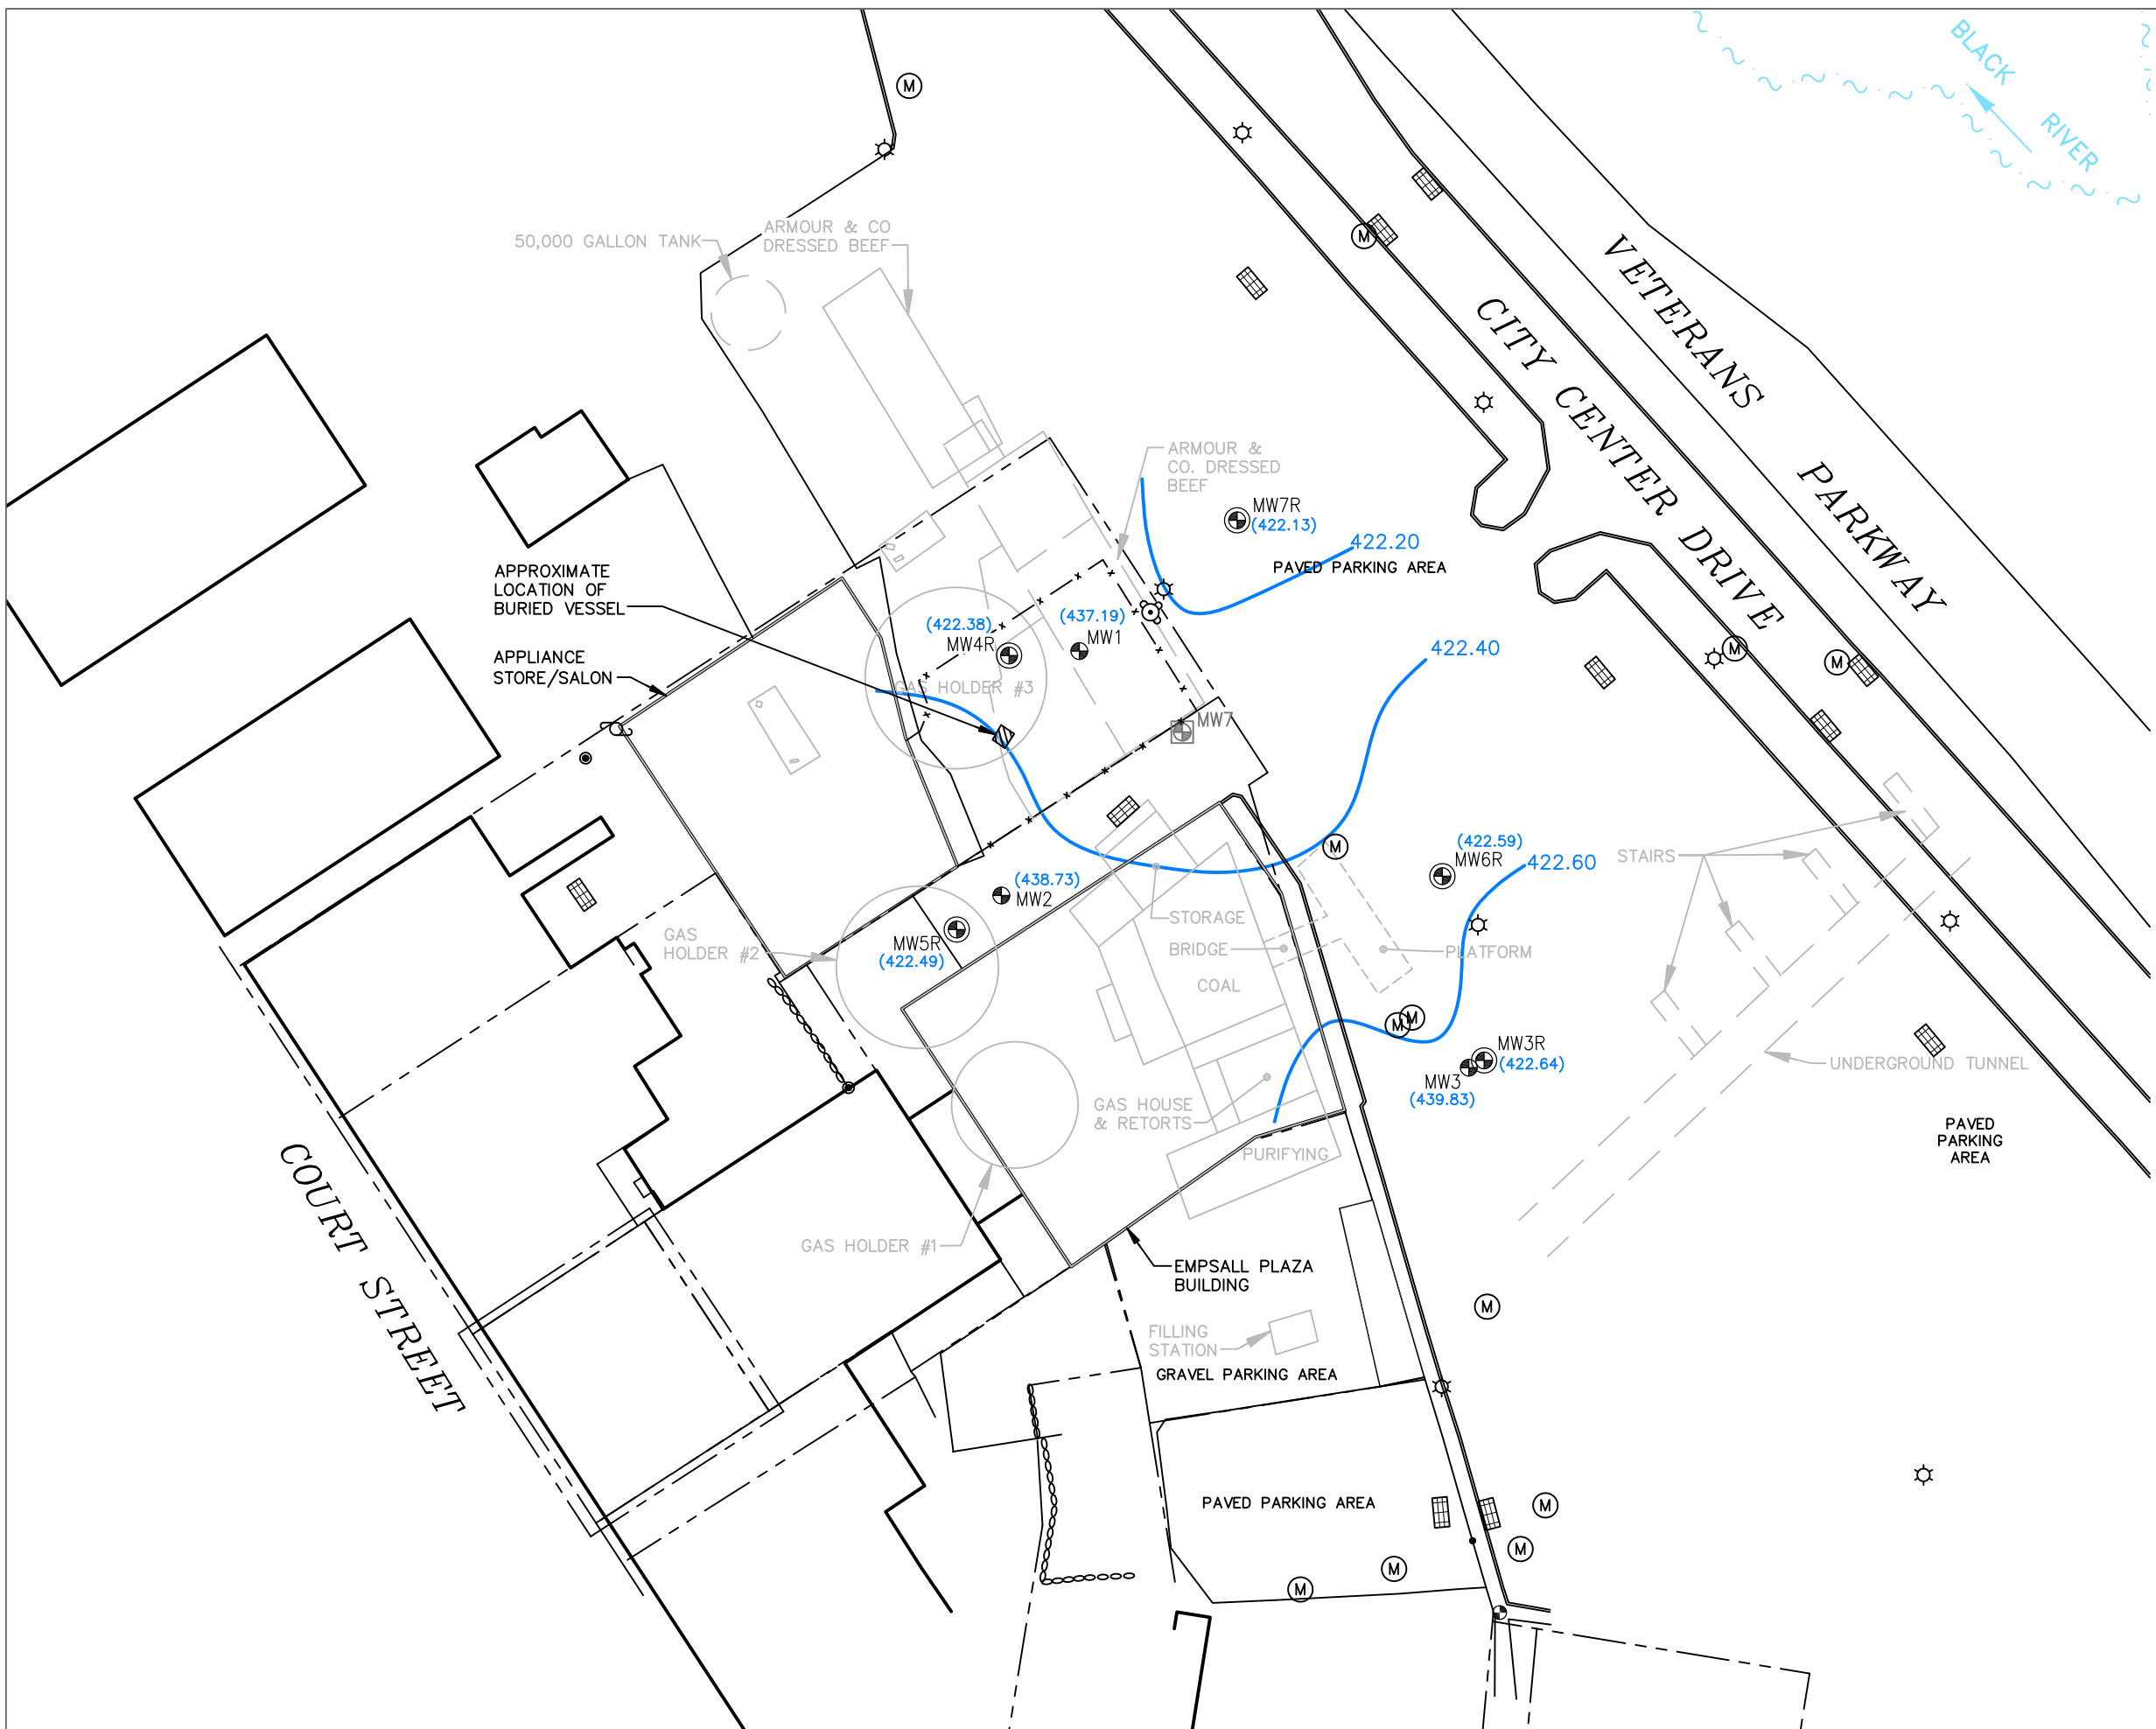 M
BLACK
RIVER
M
50,000 GALLON TANK
ARMOUR & CO
DRESSED BEEF
VETERANS
PARKWAY
CITY CENTER DRIVE
ARMOUR &
CO. DRESSED
BEEF
MW7R
(422.13)
422.20
PAVED PARKING AREA
APPROXIMATE
LOCATION OF
BURIED VESSEL
APPLIANCE
STORE/SALON
(422.38)
MW4R
(437.19)
MW1
GAS HOLDER #3
422.40
M
M
MW7
M
(422.59)
MW6R
422.60
STAIRS
(438.73)
MW2
MW5R
(422.49)
GAS
HOLDER #2
STORAGE
BRIDGE
PLATFORM
COAL
M
M
MW3R
(422.64)
MW3
(439.83)
UNDERGROUND TUNNEL
GAS HOUSE
& RETORTS
PURIFYING
PAVED
PARKING
AREA
COURT STREET
GAS HOLDER #1
EMPSALL PLAZA
BUILDING
M
FILLING
STATION
GRAVEL PARKING AREA
PAVED PARKING AREA
M
M
M
M